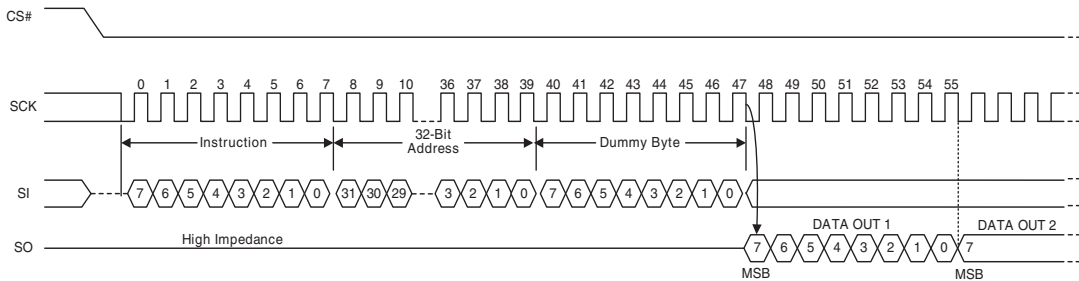 CS#
0 1 2 3 4 5 6 7 8 9 10 36 37 38 39 40 41 42 43 44 45 46 47 48 49 50 51 52 53 54 55
SCK
Instruction
32-Bit
Address
Dummy Byte
SI
7 6 5 4 3 2 1 0 31 30 29 3 2 1 0 7 6 5 4 3 2 1 0
DATA OUT 1
DATA OUT 2
SO
High Impedance
7 6 5 4 3 2 1 0 7
MSB
MSB